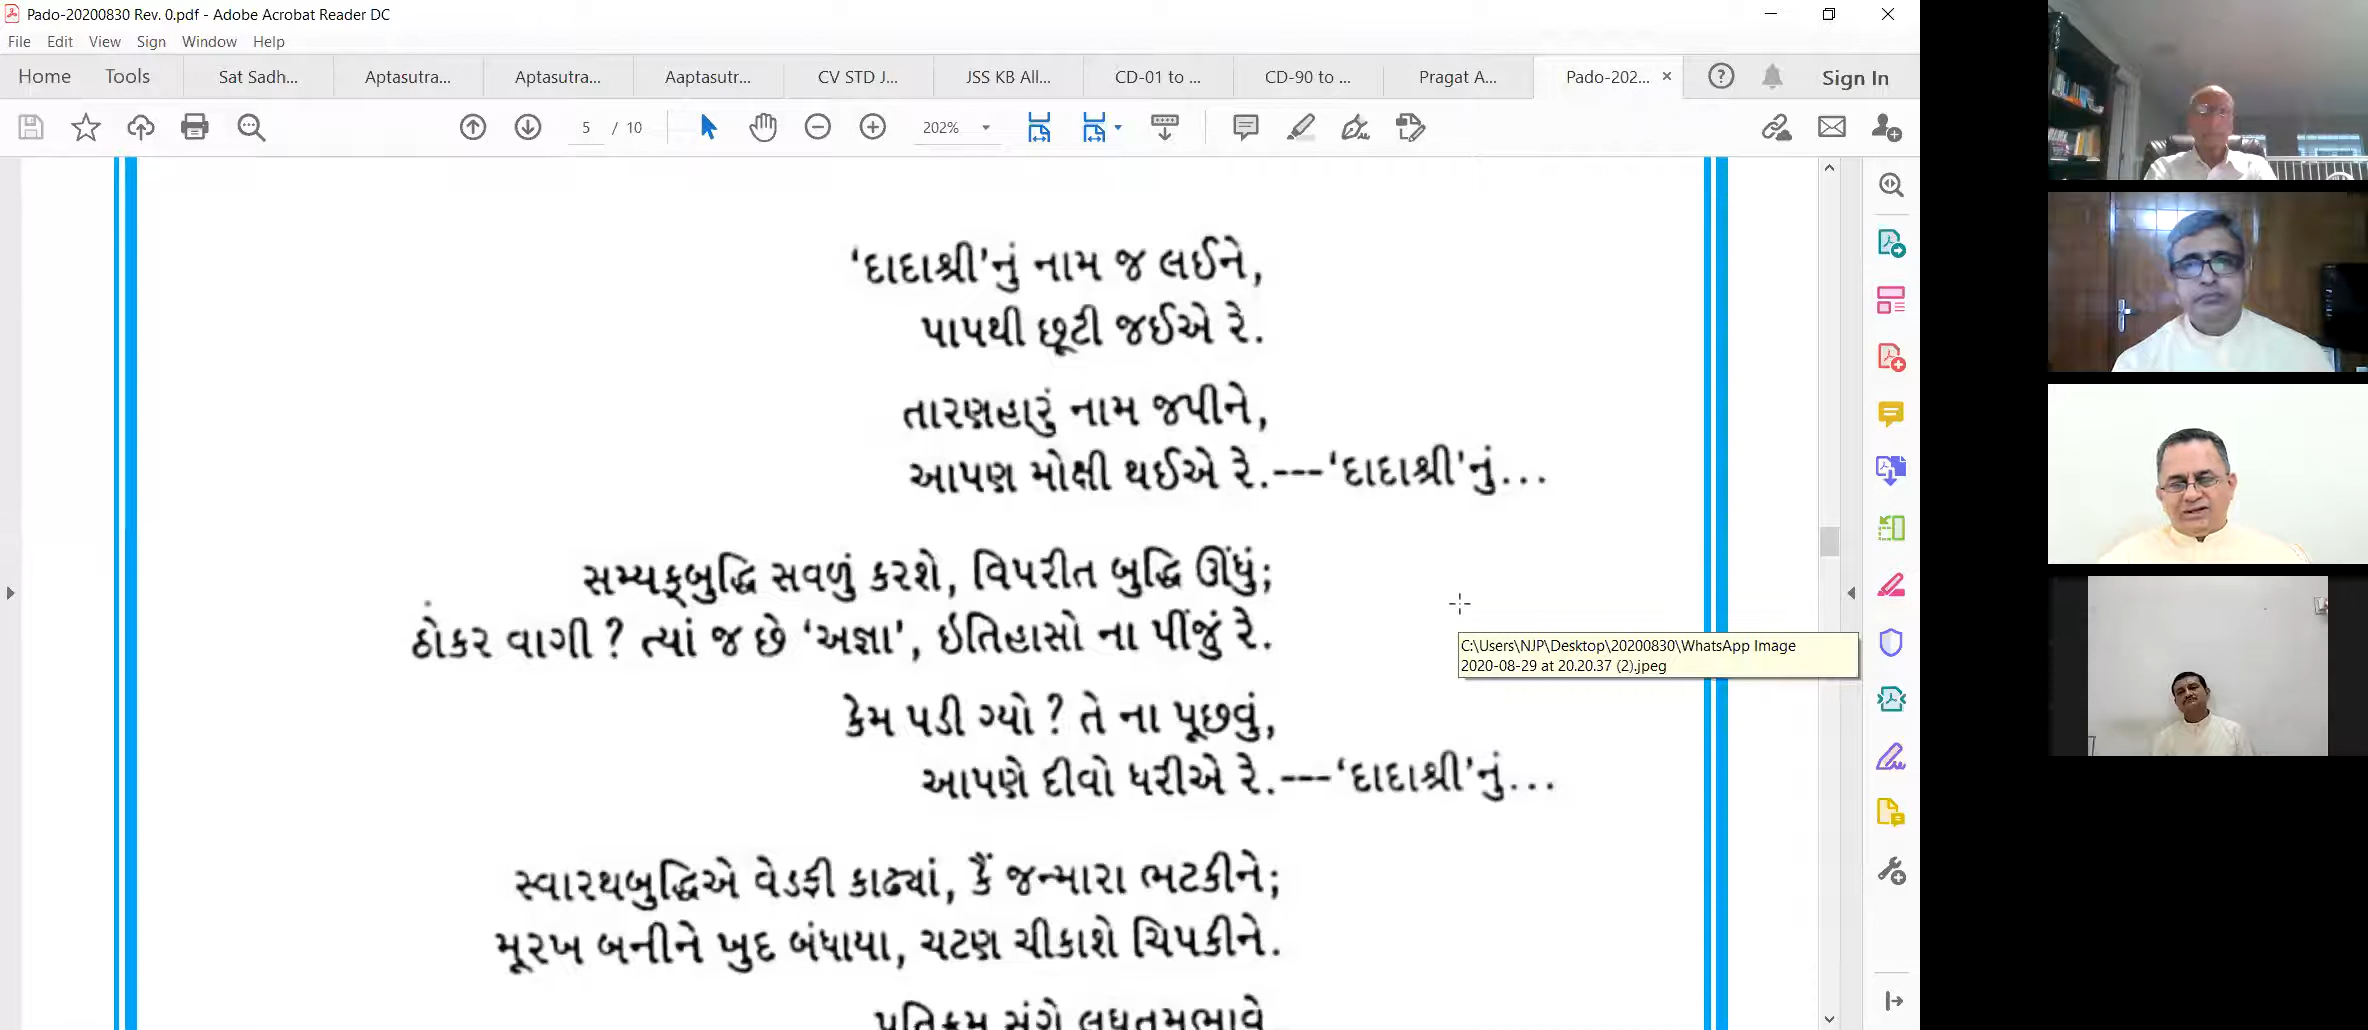 Pado-20200830 Rev. 0.pdf - Adobe Acrobat Reader DC
File Edit View Sign Window Help
Home Tools Sat Sadh... Aptasutra... Aptasutra... Aaptasutr... CV STD J... JSS KB All... CD-01 to ... CD-90 to ... Pragat A... Pado-202... Sign In
5 / 10 202%
‘દાદાશ્રી’નું નામ જ લઈને,
પાપથી છૂટી જઈએ રે.
તારણહારું નામ જપીને,
આપણ મોક્ષી થઈએ રે.---‘દાદાશ્રી’નું...
સમ્યક્બુદ્ધિ સવળું કરશે, વિપરીત બુદ્ધિ ઊંધું;
ઠોકર વાગી ? ત્યાં જ છે ‘અજ્ઞા’, ઇતિહાસો ના પીંજું રે.
કેમ પડી ગ્યો ? તે ના પૂછવું,
આપણે દીવો ધરીએ રે.---‘દાદાશ્રી’નું...
સ્વારથબુદ્ધિએ વેડફી કાઢ્યાં, કૈં જન્મારા ભટકીને;
મૂરખ બનીને ખુદ બંધાયા, ચટણ ચીકાશે ચિપકીને.
C:\Users\NJP\Desktop\20200830\WhatsApp Image
2020-08-29 at 20.20.37 (2).jpeg